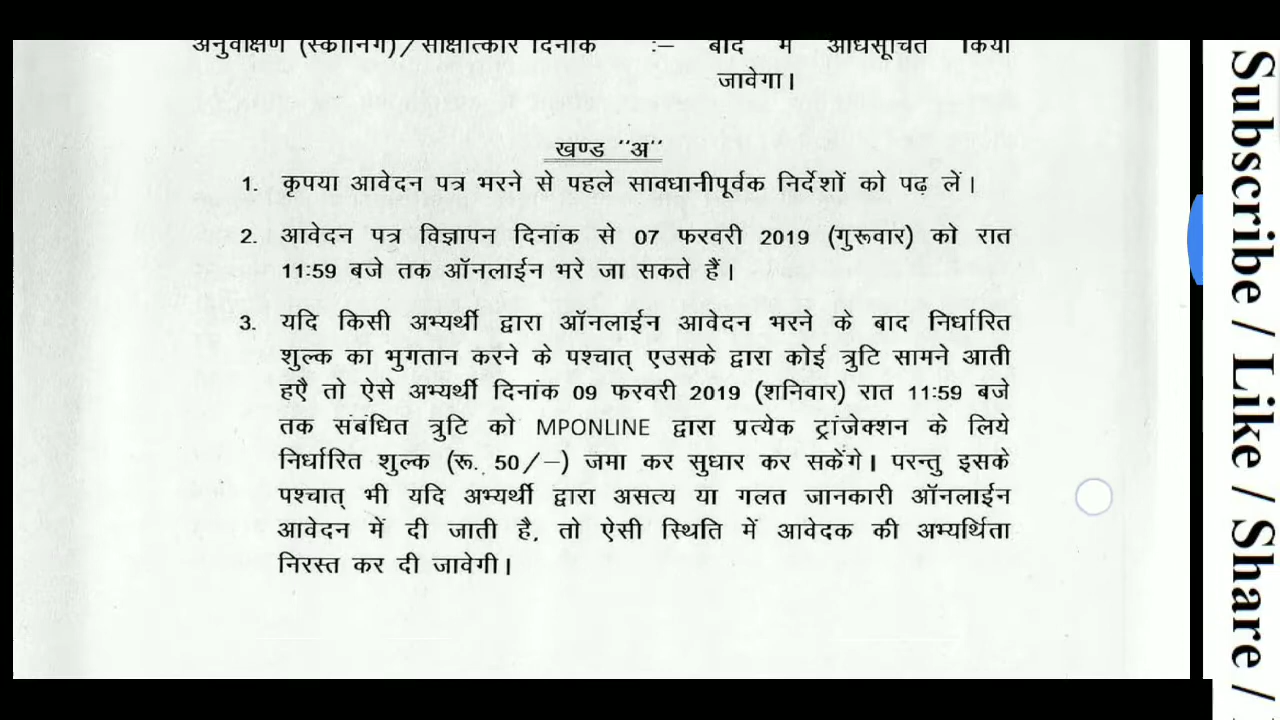 अनुवीक्षण (स्क्रीनिंग) / साक्षात्कार दिनांक :– बाद में अधिसूचित किया
जावेगा।
खण्ड "अ"
1. कृपया आवेदन पत्र भरने से पहले सावधानीपूर्वक निर्देशों को पढ़ लें।
2. आवेदन पत्र विज्ञापन दिनांक से 07 फरवरी 2019 (गुरूवार) को रात
11:59 बजे तक ऑनलाईन भरे जा सकते हैं।
3. यदि किसी अभ्यर्थी द्वारा ऑनलाईन आवेदन भरने के बाद निर्धारित
शुल्क का भुगतान करने के पश्चात् एउसके द्वारा कोई त्रुटि सामने आती
हएै तो ऐसे अभ्यर्थी दिनांक 09 फरवरी 2019 (शनिवार) रात 11:59 बजे
तक संबंधित त्रुटि को MPONLINE द्वारा प्रत्येक ट्रांजेक्शन के लिये
निर्धारित शुल्क (रू. 50/–) जमा कर सुधार कर सकेंगे। परन्तु इसके
पश्चात् भी यदि अभ्यर्थी द्वारा असत्य या गलत जानकारी ऑनलाईन
आवेदन में दी जाती है, तो ऐसी स्थिति में आवेदक की अभ्यर्थिता
निरस्त कर दी जावेगी।
Subscribe / Like / Share /